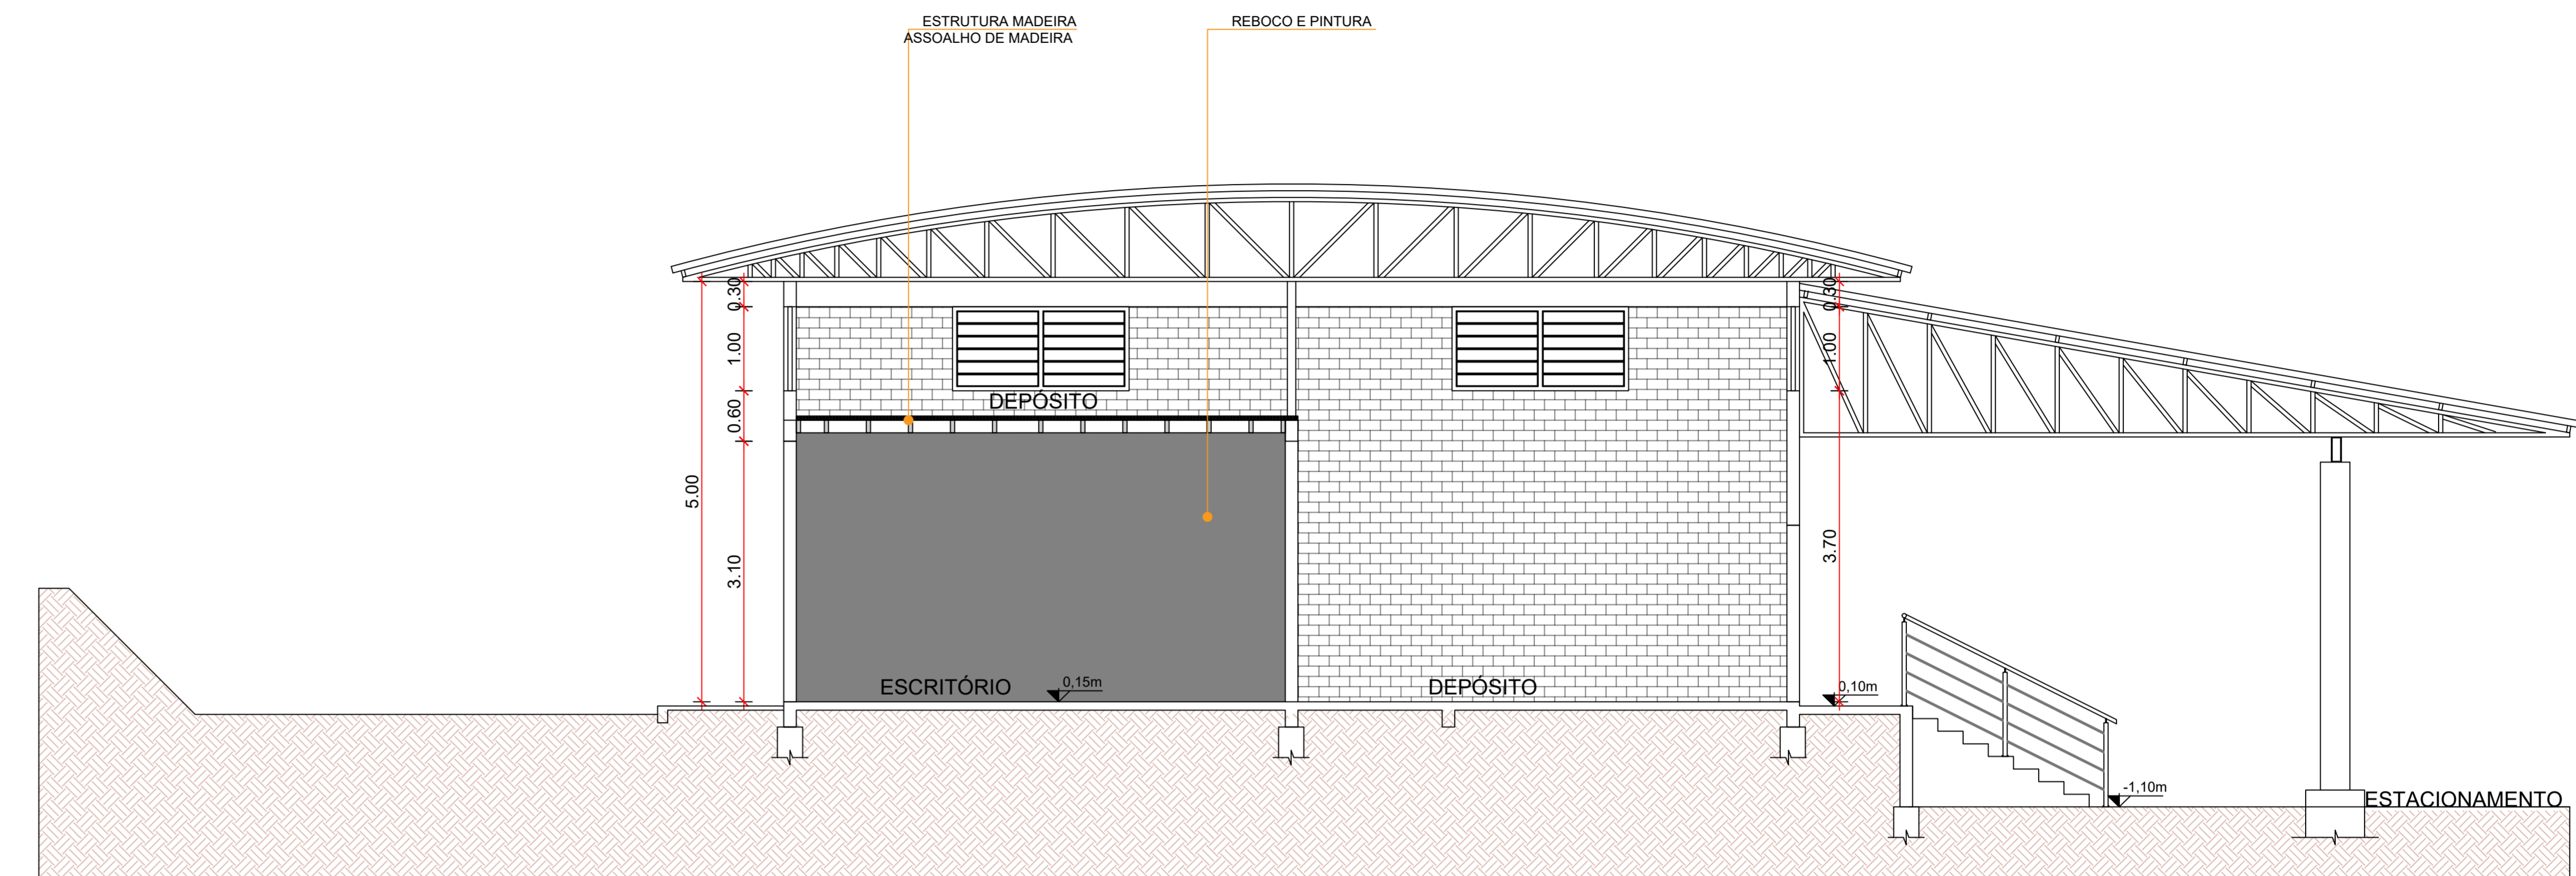 ESTRUTURA MADEIRA
ASSOALHO DE MADEIRA
REBOCO E PINTURA
0.30
1.00
0.60
5.00
3.10
DEPÓSITO
ESCRITÓRIO
0,15m
DEPÓSITO
0.30
1.00
3.70
0,10m
-1,10m
ESTACIONAMENTO